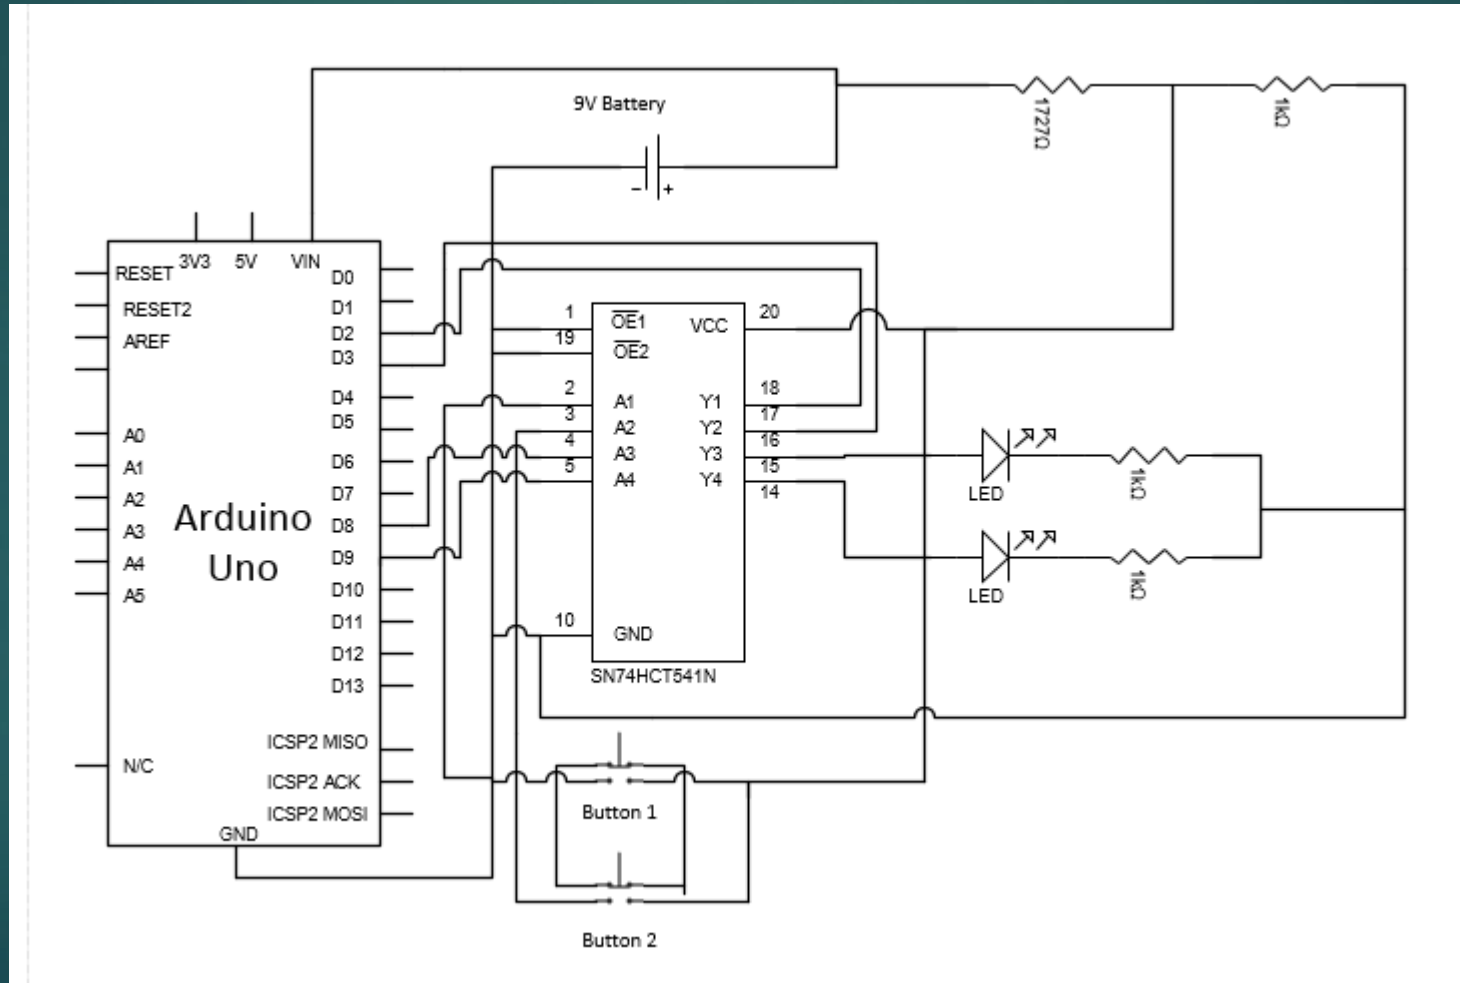 9V Battery
- +
1727Ω
1kΩ
3V3 5V VIN
RESET
RESET2
AREF
A0
A1
A2
A3
A4
A5
N/C
Arduino
Uno
D0
D1
D2
D3
D4
D5
D6
D7
D8
D9
D10
D11
D12
D13
ICSP2 MISO
ICSP2 ACK
ICSP2 MOSI
GND
1
19
2
3
4
5
10
OE1
OE2
A1
A2
A3
A4
GND
VCC
Y1
Y2
Y3
Y4
20
18
17
16
15
14
SN74HCT541N
LED
1kΩ
LED
1kΩ
Button 1
Button 2